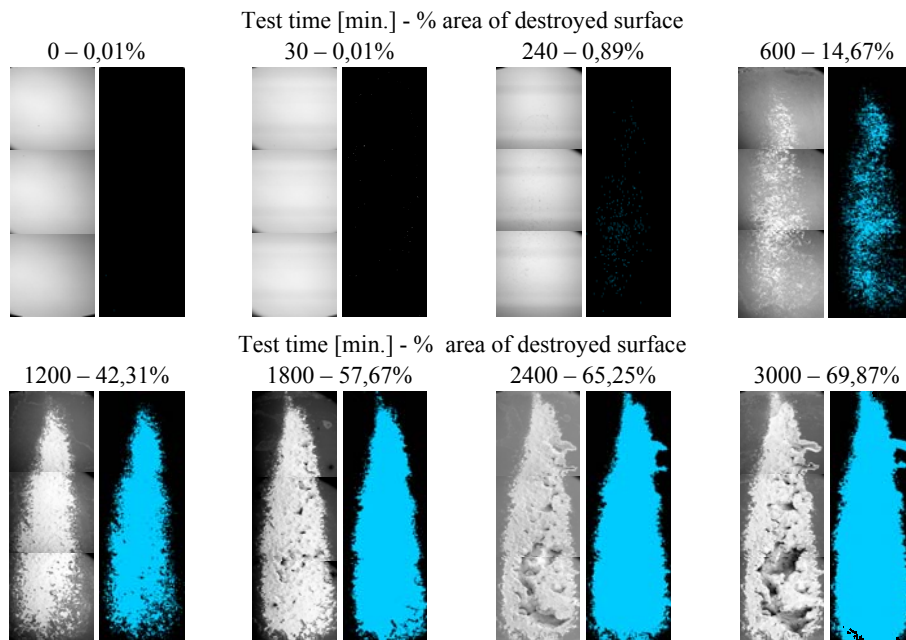 Test time [min.] - % area of destroyed surface
0 – 0,01%
30 – 0,01%
240 – 0,89%
600 – 14,67%
Test time [min.] - % area of destroyed surface
1200 – 42,31%
1800 – 57,67%
2400 – 65,25%
3000 – 69,87%